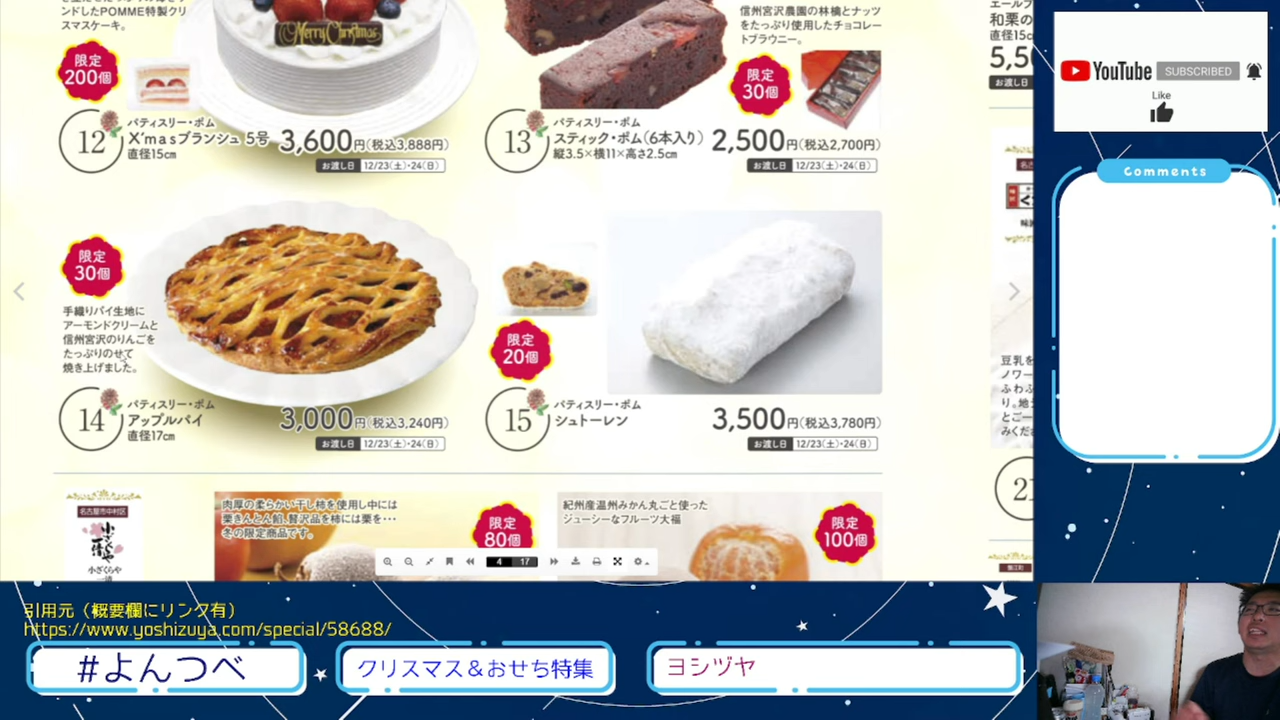 ンドしたPOMME特製クリ
スマスケーキ。
限定
200個
Merry Christmas
12
パティスリー・ポム
X'masブランシュ 5号
直径15cm
3,600円(税込3,888円)
お渡し日 12/23(土)・24(日)
信州宮沢農園の林檎とナッツ
をたっぷり使用したチョコレー
トブラウニー。
限定
30個
13
パティスリー・ポム
スティック・ポム(6本入り)
縦3.5×横11×高さ2.5cm
2,500円(税込2,700円)
お渡し日 12/23(土)・24(日)
限定
30個
手織りパイ生地に
アーモンドクリームと
信州宮沢のりんごを
たっぷりのせて
焼き上げました。
14
パティスリー・ポム
アップルパイ
直径17cm
3,000円(税込3,240円)
お渡し日 12/23(土)・24(日)
限定
20個
15
パティスリー・ポム
シュトーレン
3,500円(税込3,780円)
お渡し日 12/23(土)・24(日)
名古屋市中村区
小ざくらや
肉厚の柔らかい干し柿を使用し中には
栗きんとん餡、贅沢品を柿には栗を…
冬の限定商品です。
限定
80個
紀州産温州みかん丸ごと使った
ジューシーなフルーツ大福
限定
100個
4 17
和栗の
直径15c
5,5
お渡し日
豆乳を
ノワー
ふわふ
り。地
とご一
みくだ
21
YouTube SUBSCRIBED
Like
Comments
引用元（概要欄にリンク有）
https://www.yoshizuya.com/special/58688/
#よんつべ
クリスマス＆おせち特集
ヨシヅヤ